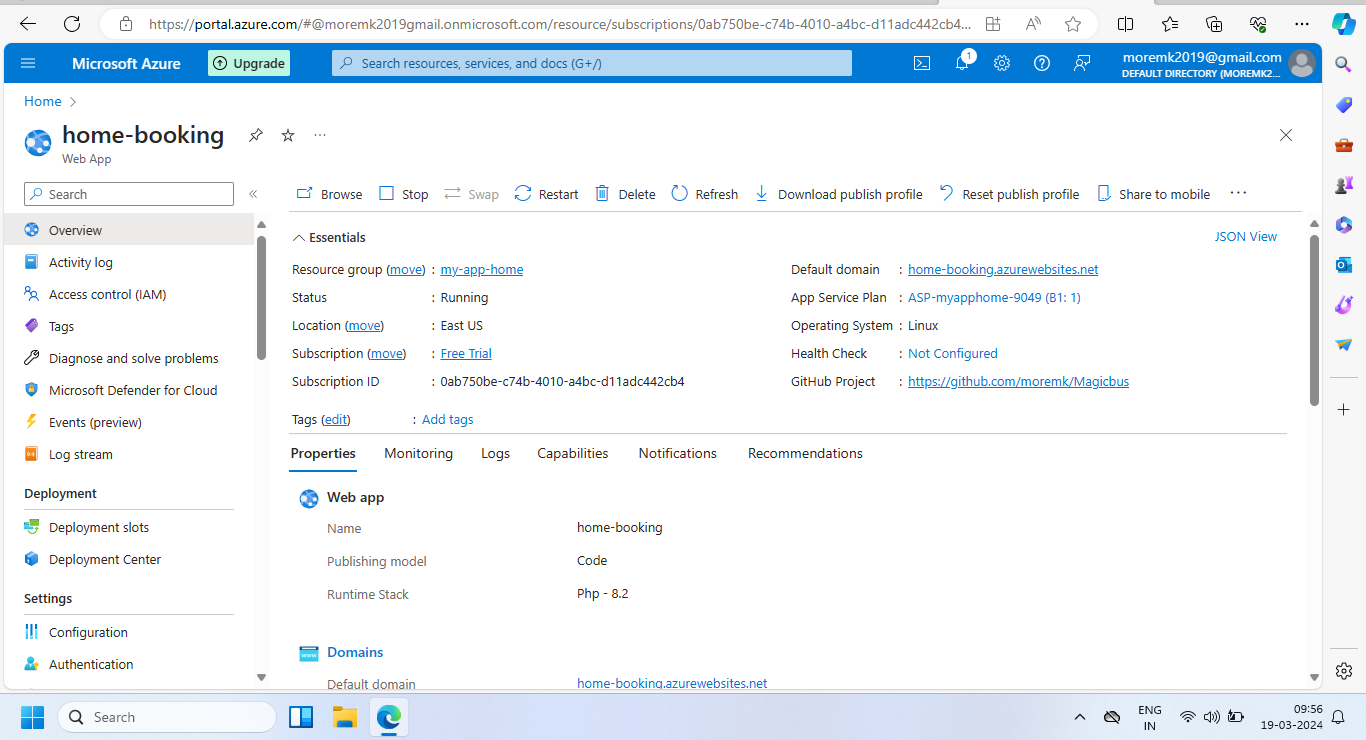 https://portal.azure.com/#@moremk2019gmail.onmicrosoft.com/resource/subscriptions/0ab750be-c74b-4010-a4bc-d11adc442cb4...
Microsoft Azure
Upgrade
Search resources, services, and docs (G+/)
1
moremk2019@gmail.com
DEFAULT DIRECTORY (MOREMK2...
Home
home-booking
Web App
Search
Browse
Stop
Swap
Restart
Delete
Refresh
Download publish profile
Reset publish profile
Share to mobile
Overview
Activity log
Access control (IAM)
Tags
Diagnose and solve problems
Microsoft Defender for Cloud
Events (preview)
Log stream
Deployment
Deployment slots
Deployment Center
Settings
Configuration
Authentication
Essentials
JSON View
Resource group (move) : my-app-home
Status : Running
Location (move) : East US
Subscription (move) : Free Trial
Subscription ID : 0ab750be-c74b-4010-a4bc-d11adc442cb4
Default domain : home-booking.azurewebsites.net
App Service Plan : ASP-myapphome-9049 (B1: 1)
Operating System : Linux
Health Check : Not Configured
GitHub Project : https://github.com/moremk/Magicbus
Tags (edit) : Add tags
Properties
Monitoring
Logs
Capabilities
Notifications
Recommendations
Web app
Name home-booking
Publishing model Code
Runtime Stack Php - 8.2
Domains
Default domain home-booking.azurewebsites.net
Search
ENG
IN
09:56
19-03-2024